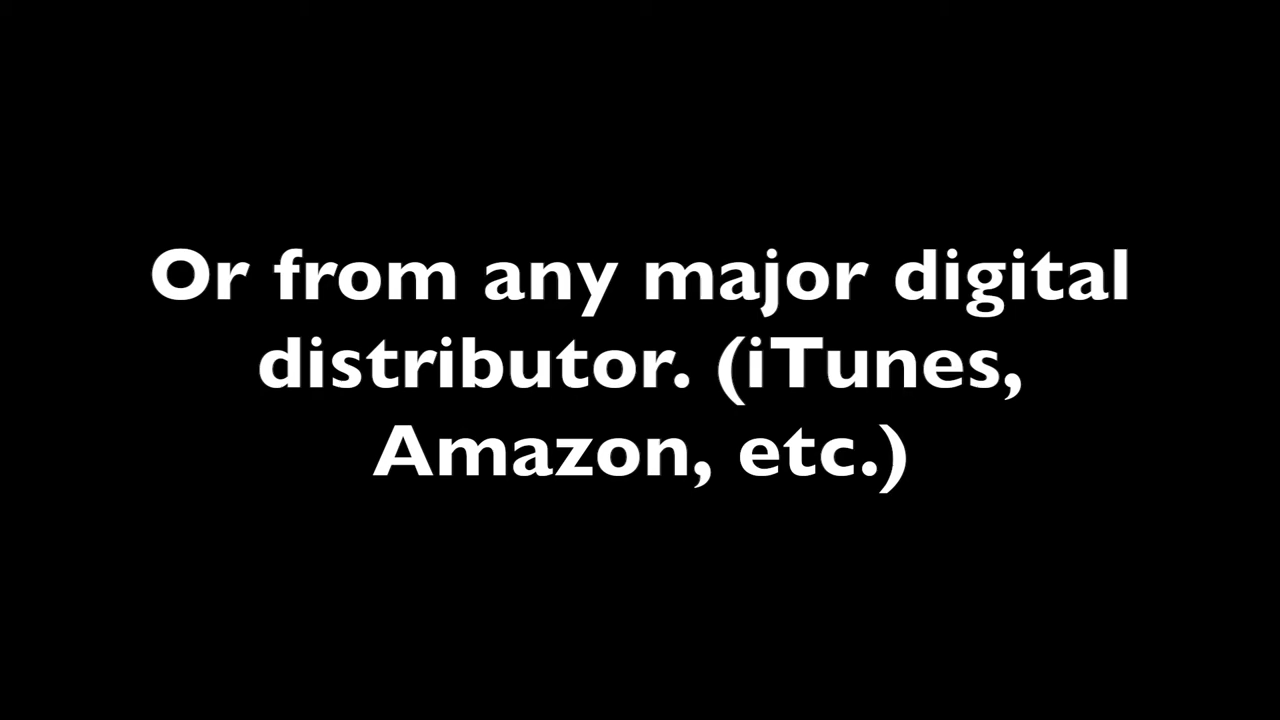 Or from any major digital
distributor. (iTunes,
Amazon, etc.)